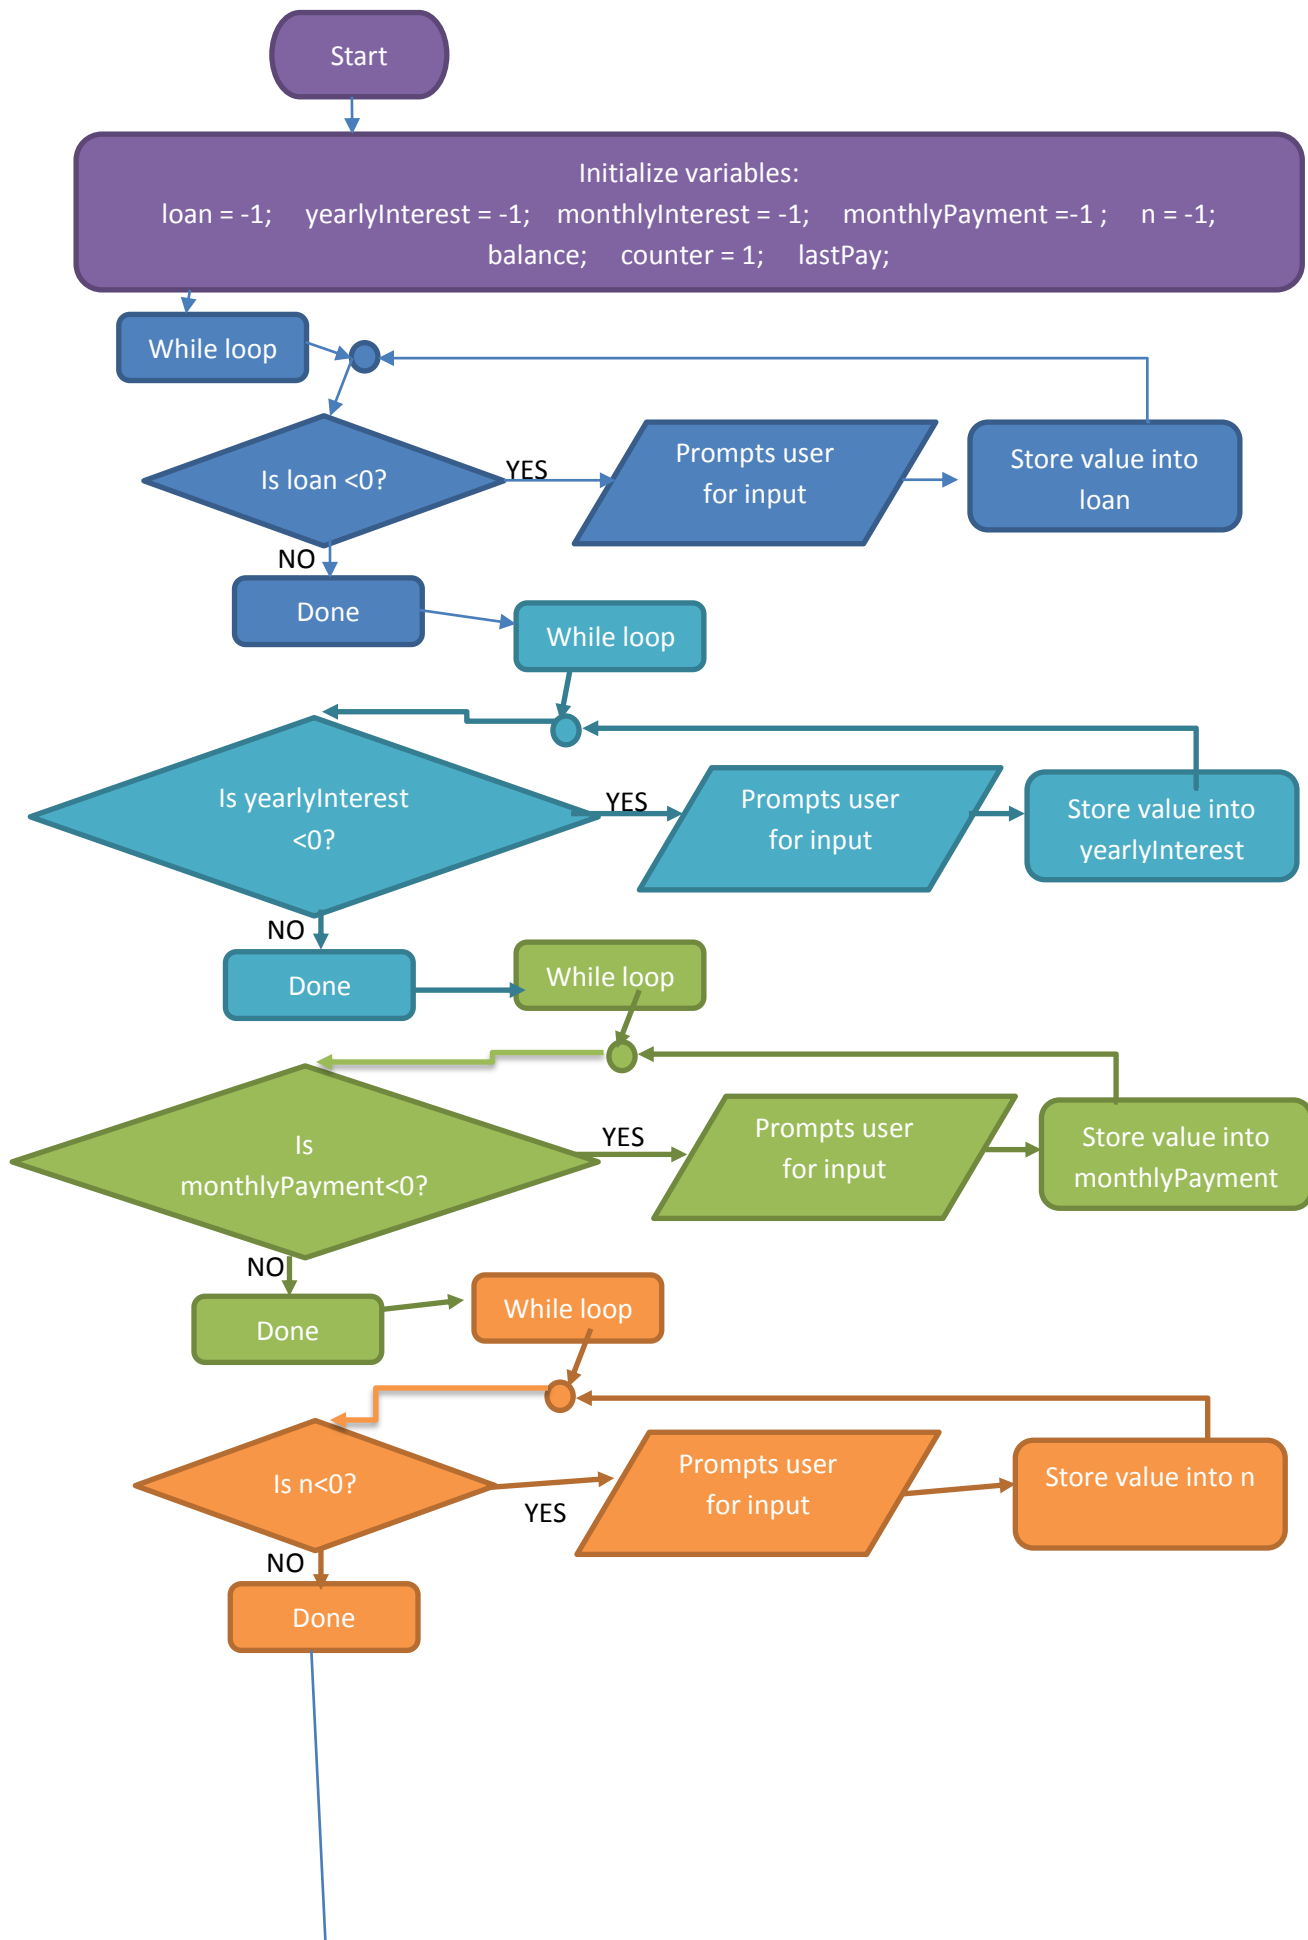 Start
Initialize variables:
loan = -1;    yearlyInterest = -1;    monthlyInterest = -1;    monthlyPayment =-1 ;    n = -1;
balance;    counter = 1;    lastPay;
While loop
Is loan <0?
YES
Prompts user
for input
Store value into
loan
NO
Done
While loop
Is yearlyInterest
<0?
YES
Prompts user
for input
Store value into
yearlyInterest
NO
Done
While loop
Is
monthlyPayment<0?
YES
Prompts user
for input
Store value into
monthlyPayment
NO
Done
While loop
Is n<0?
YES
Prompts user
for input
Store value into n
NO
Done